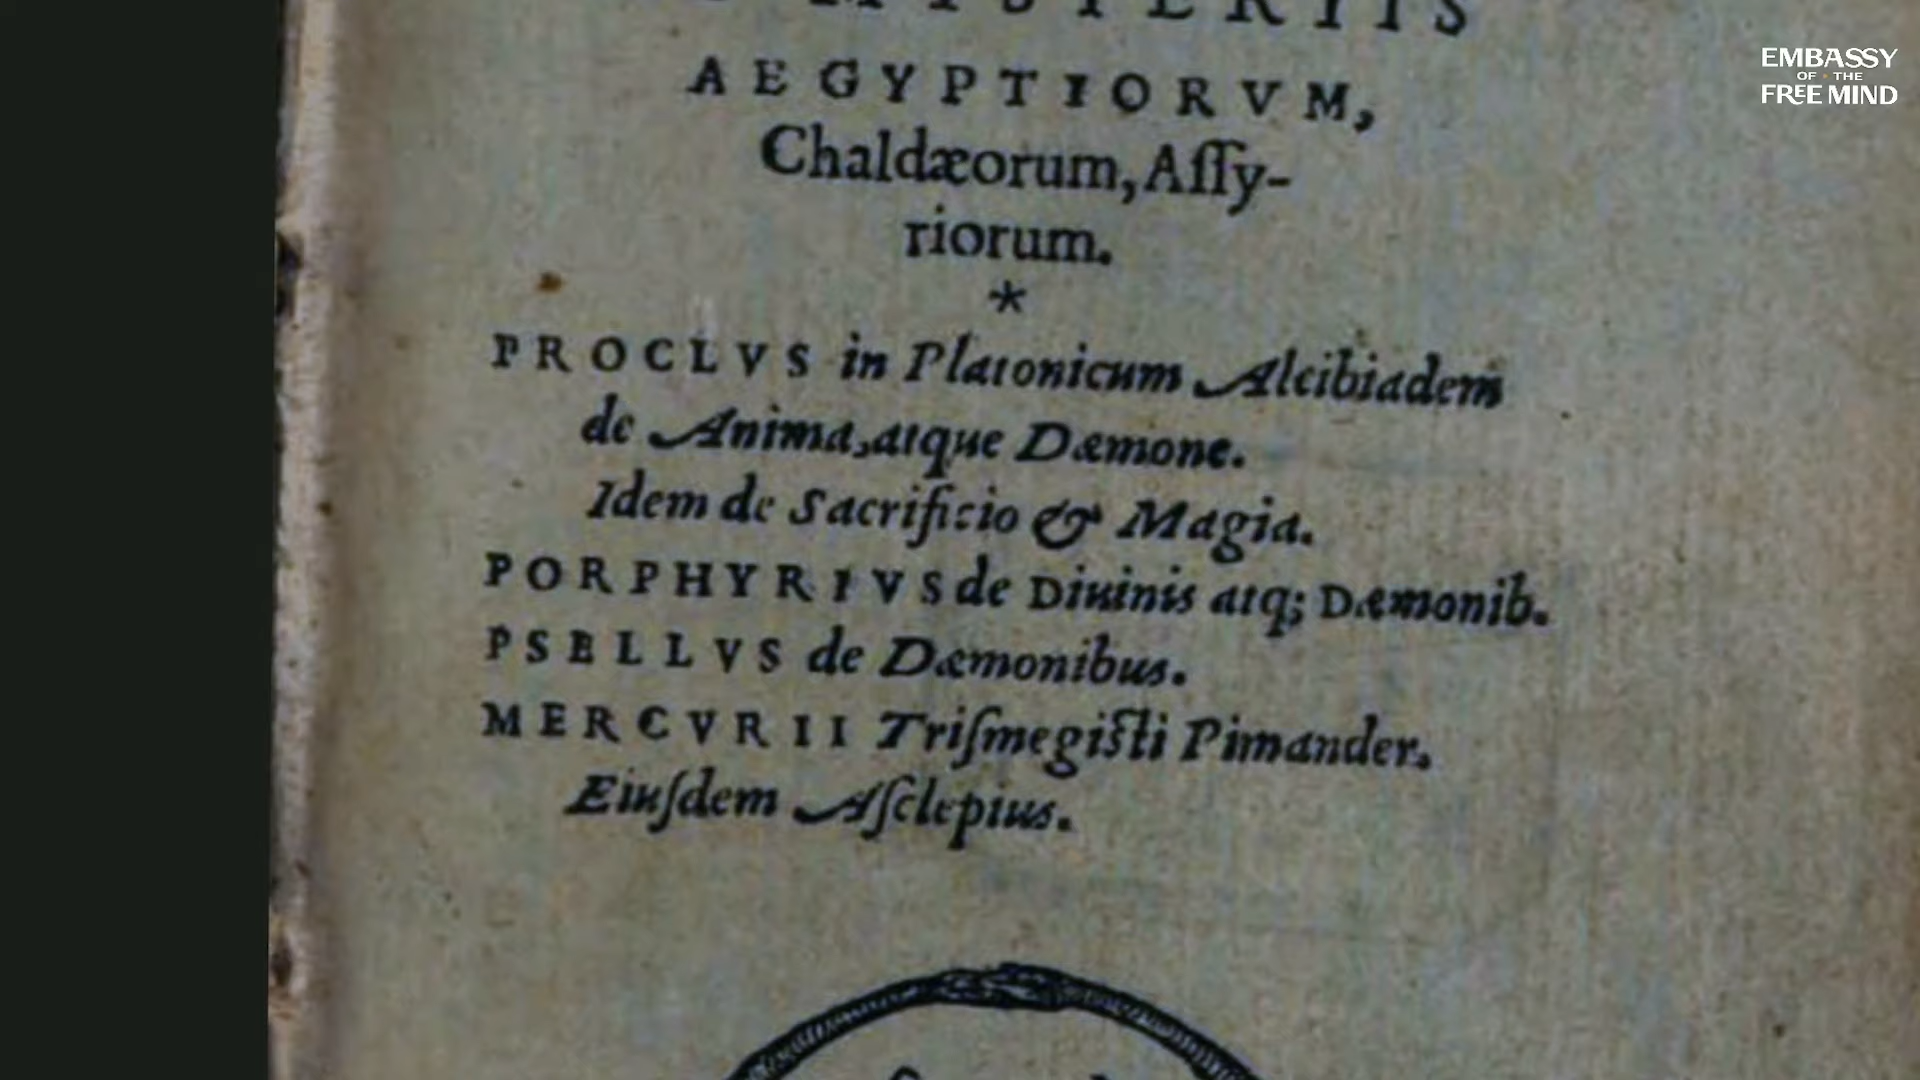 MYSTERIIS
AEGYPTIORVM,
Chaldæorum, Aſſy-
riorum.
*
PROCLVS in Platonicum Alcibiadem
de Anima, atque Dæmone.
Idem de Sacrificio & Magia.
PORPHYRIVS de Diuinis atq; Dæmonib.
PSELLVS de Dæmonibus.
MERCVRII Triſmegiſti Pimander.
Eiuſdem Aſclepius.
EMBASSY
OF • THE
FREE MIND